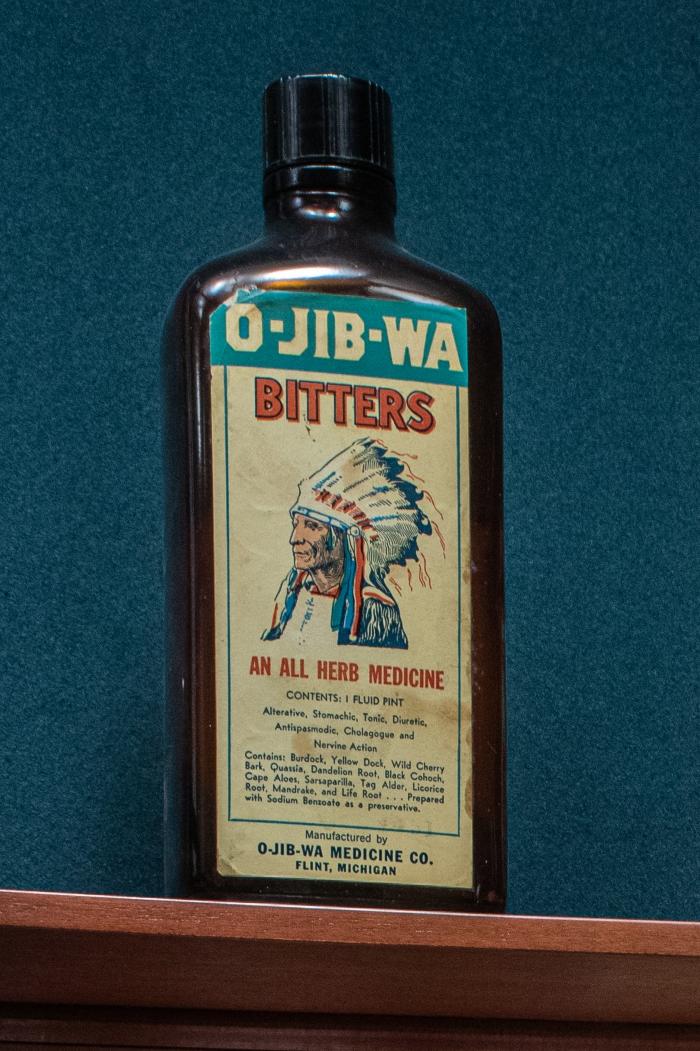 O-JIB-WA
BITTERS
AN ALL HERB MEDICINE
CONTENTS: 1 FLUID PINT
Alterative, Stomachic, Tonic, Diuretic,
Antispasmodic, Cholagogue and
Nervine Action
Contains: Burdock, Yellow Dock, Wild Cherry
Bark, Quassia, Dandelion Root, Black Cohoch,
Cape Aloes, Sarsaparilla, Tag Alder, Licorice
Root, Mandrake, and Life Root . . . Prepared
with Sodium Benzoate as a preservative.
Manufactured by
O-JIB-WA MEDICINE CO.
FLINT, MICHIGAN